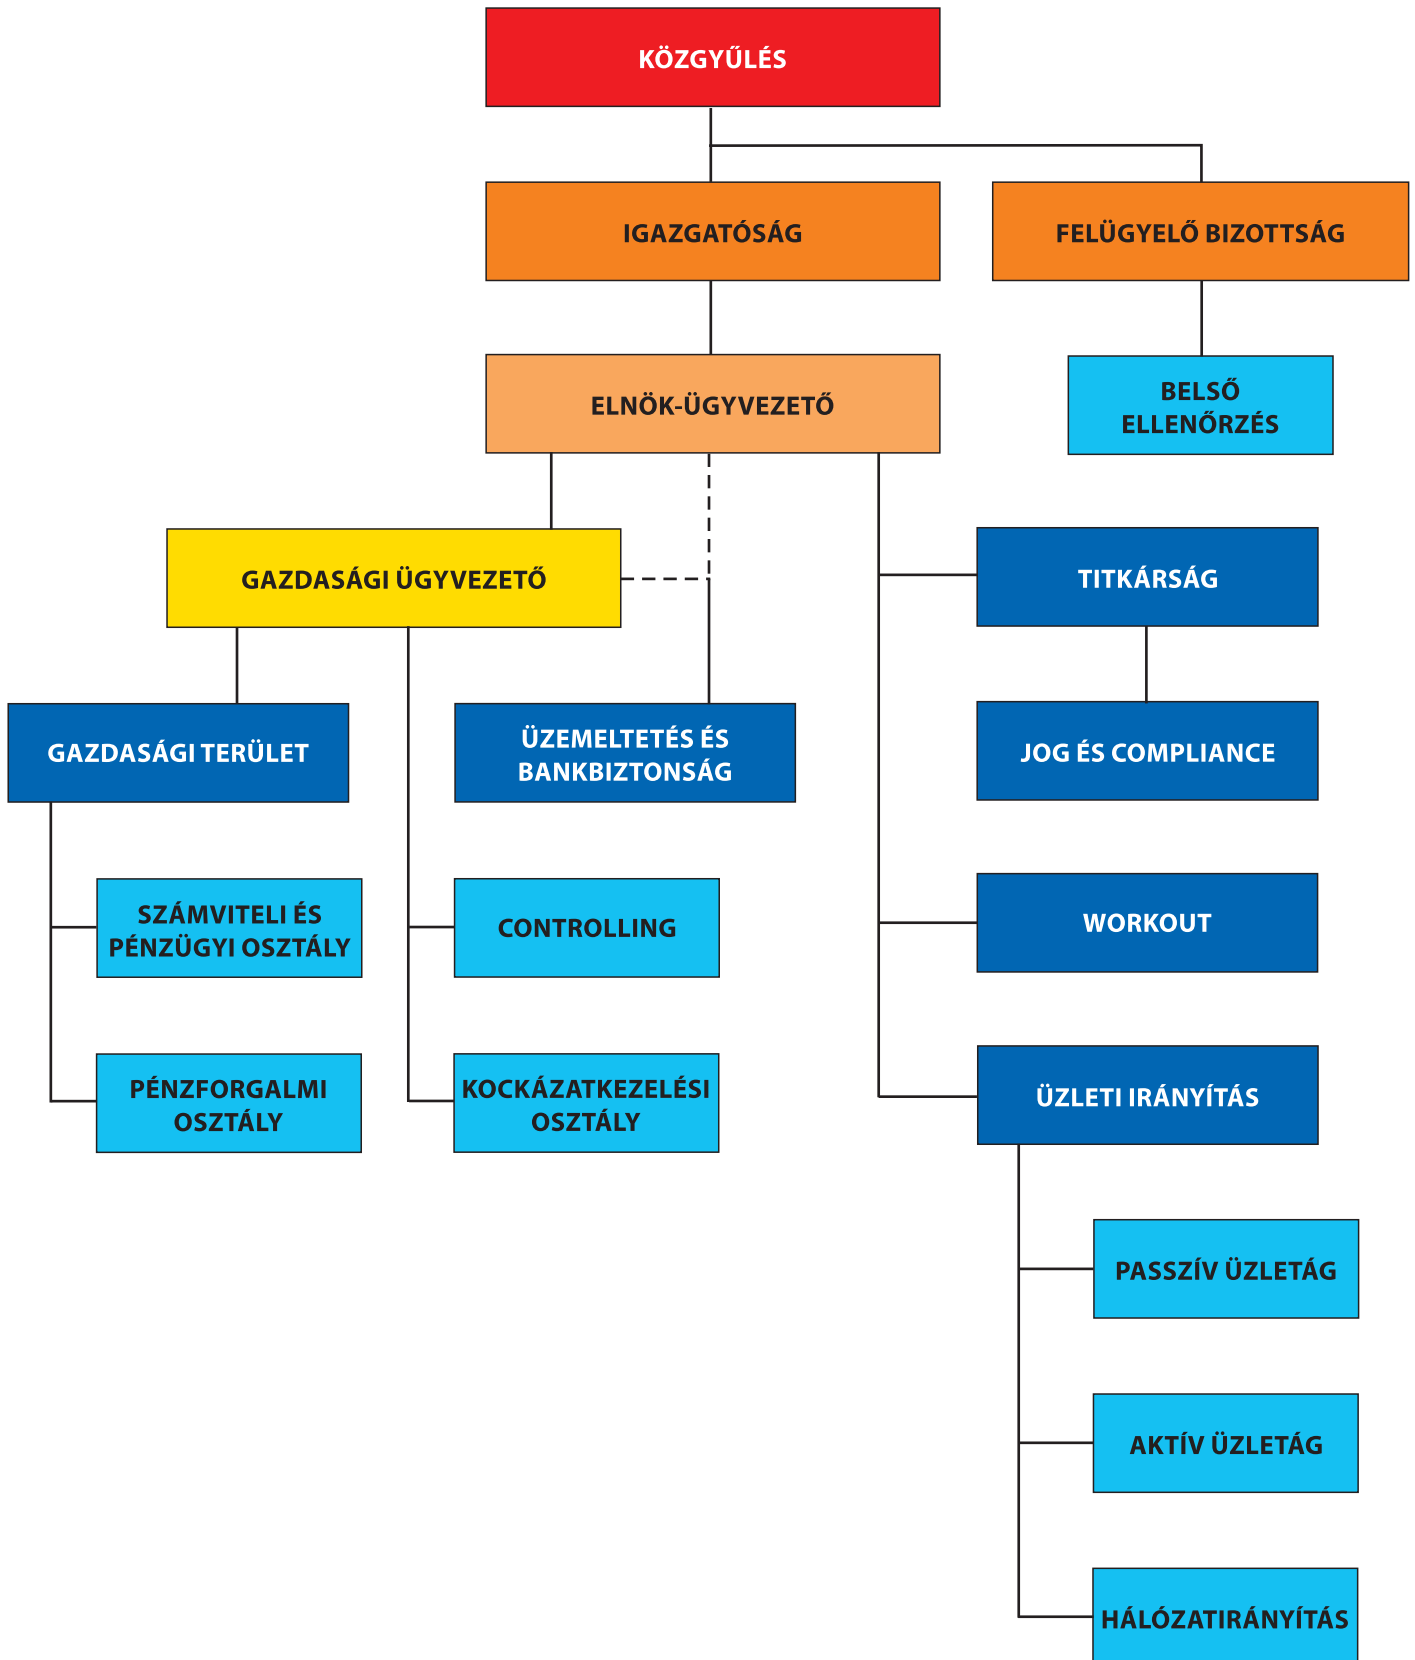 KÖZGYŰLÉS
IGAZGATÓSÁG
FELÜGYELŐ BIZOTTSÁG
ELNÖK-ÜGYVEZETŐ
BELSŐ
ELLENŐRZÉS
GAZDASÁGI ÜGYVEZETŐ
TITKÁRSÁG
GAZDASÁGI TERÜLET
ÜZEMELTETÉS ÉS
BANKBIZTONSÁG
JOG ÉS COMPLIANCE
SZÁMVITELI ÉS
PÉNZÜGYI OSZTÁLY
CONTROLLING
WORKOUT
PÉNZFORGALMI
OSZTÁLY
KOCKÁZATKEZELÉSI
OSZTÁLY
ÜZLETI IRÁNYÍTÁS
PASSZÍV ÜZLETÁG
AKTÍV ÜZLETÁG
HÁLÓZATIRÁNYÍTÁS